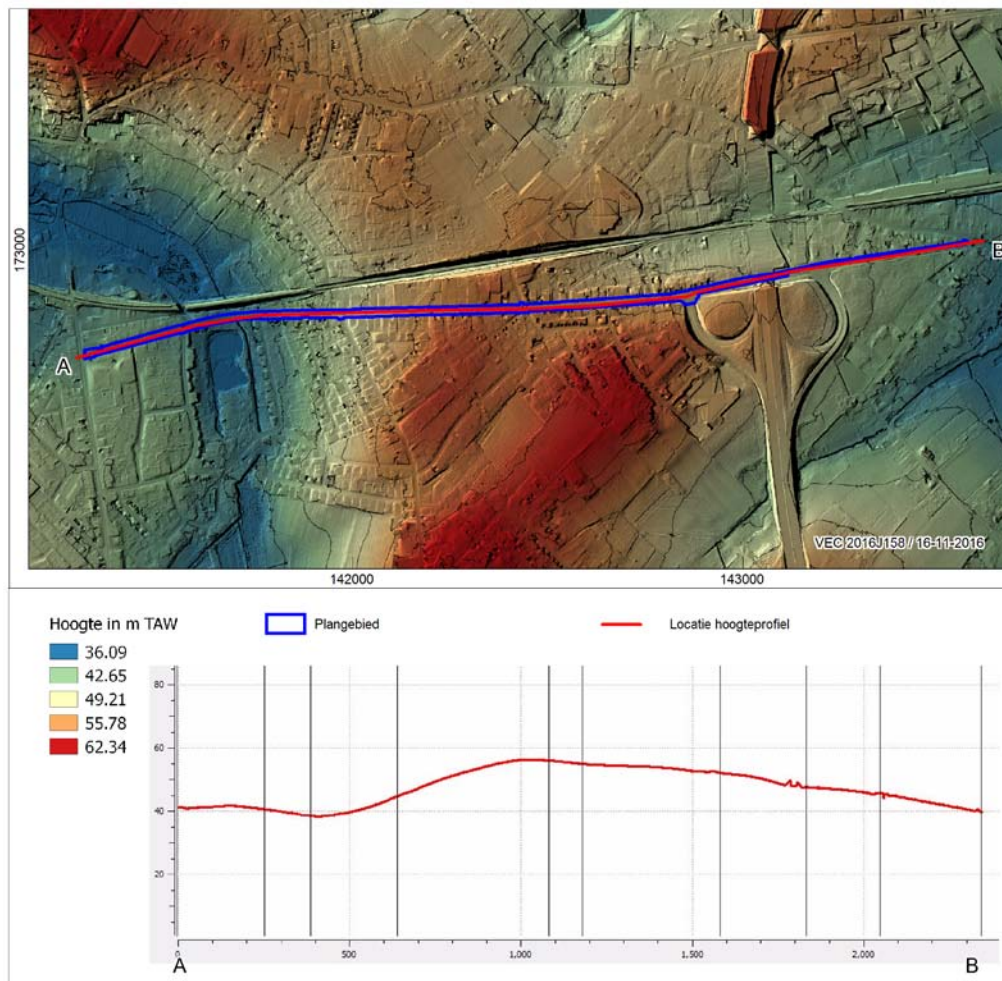 173000
A
B
VEC 2016J158 / 16-11-2016
142000
143000
Hoogte in m TAW
Plangebied
Locatie hoogteprofiel
36.09
42.65
49.21
55.78
62.34
80
60
40
20
0
500
1,000
1,500
2,000
A
B